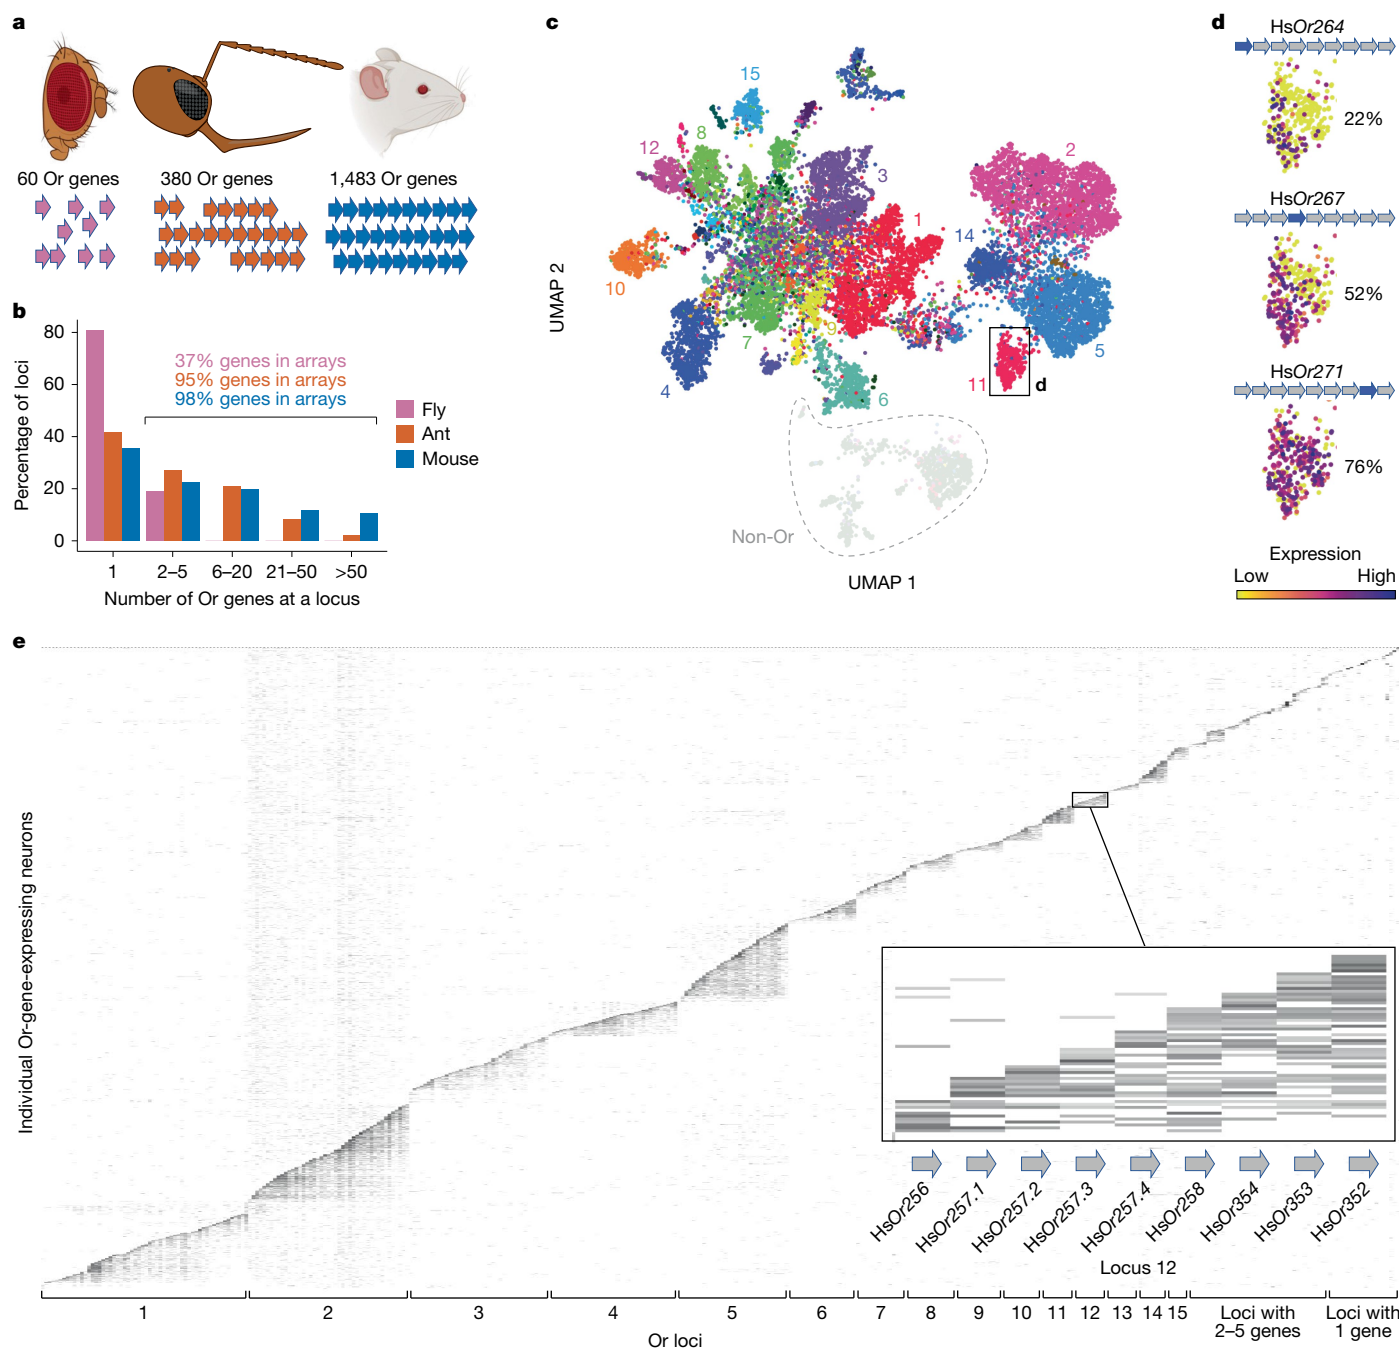 a
60 Or genes
380 Or genes
1,483 Or genes
b
Percentage of loci
80
60
40
20
0
37% genes in arrays
95% genes in arrays
98% genes in arrays
Fly
Ant
Mouse
1
2–5
6–20
21–50
>50
Number of Or genes at a locus
c
UMAP 2
15
12
8
3
2
1
14
10
7
9
4
6
11
5
d
Non-Or
UMAP 1
d
HsOr264
22%
HsOr267
52%
HsOr271
76%
Expression
Low
High
e
Individual Or-gene-expressing neurons
HsOr256
HsOr257.1
HsOr257.2
HsOr257.3
HsOr257.4
HsOr258
HsOr354
HsOr353
HsOr352
Locus 12
1
2
3
4
5
6
7
8
9
10
11
12
13
14
15
Loci with
2–5 genes
Loci with
1 gene
Or loci